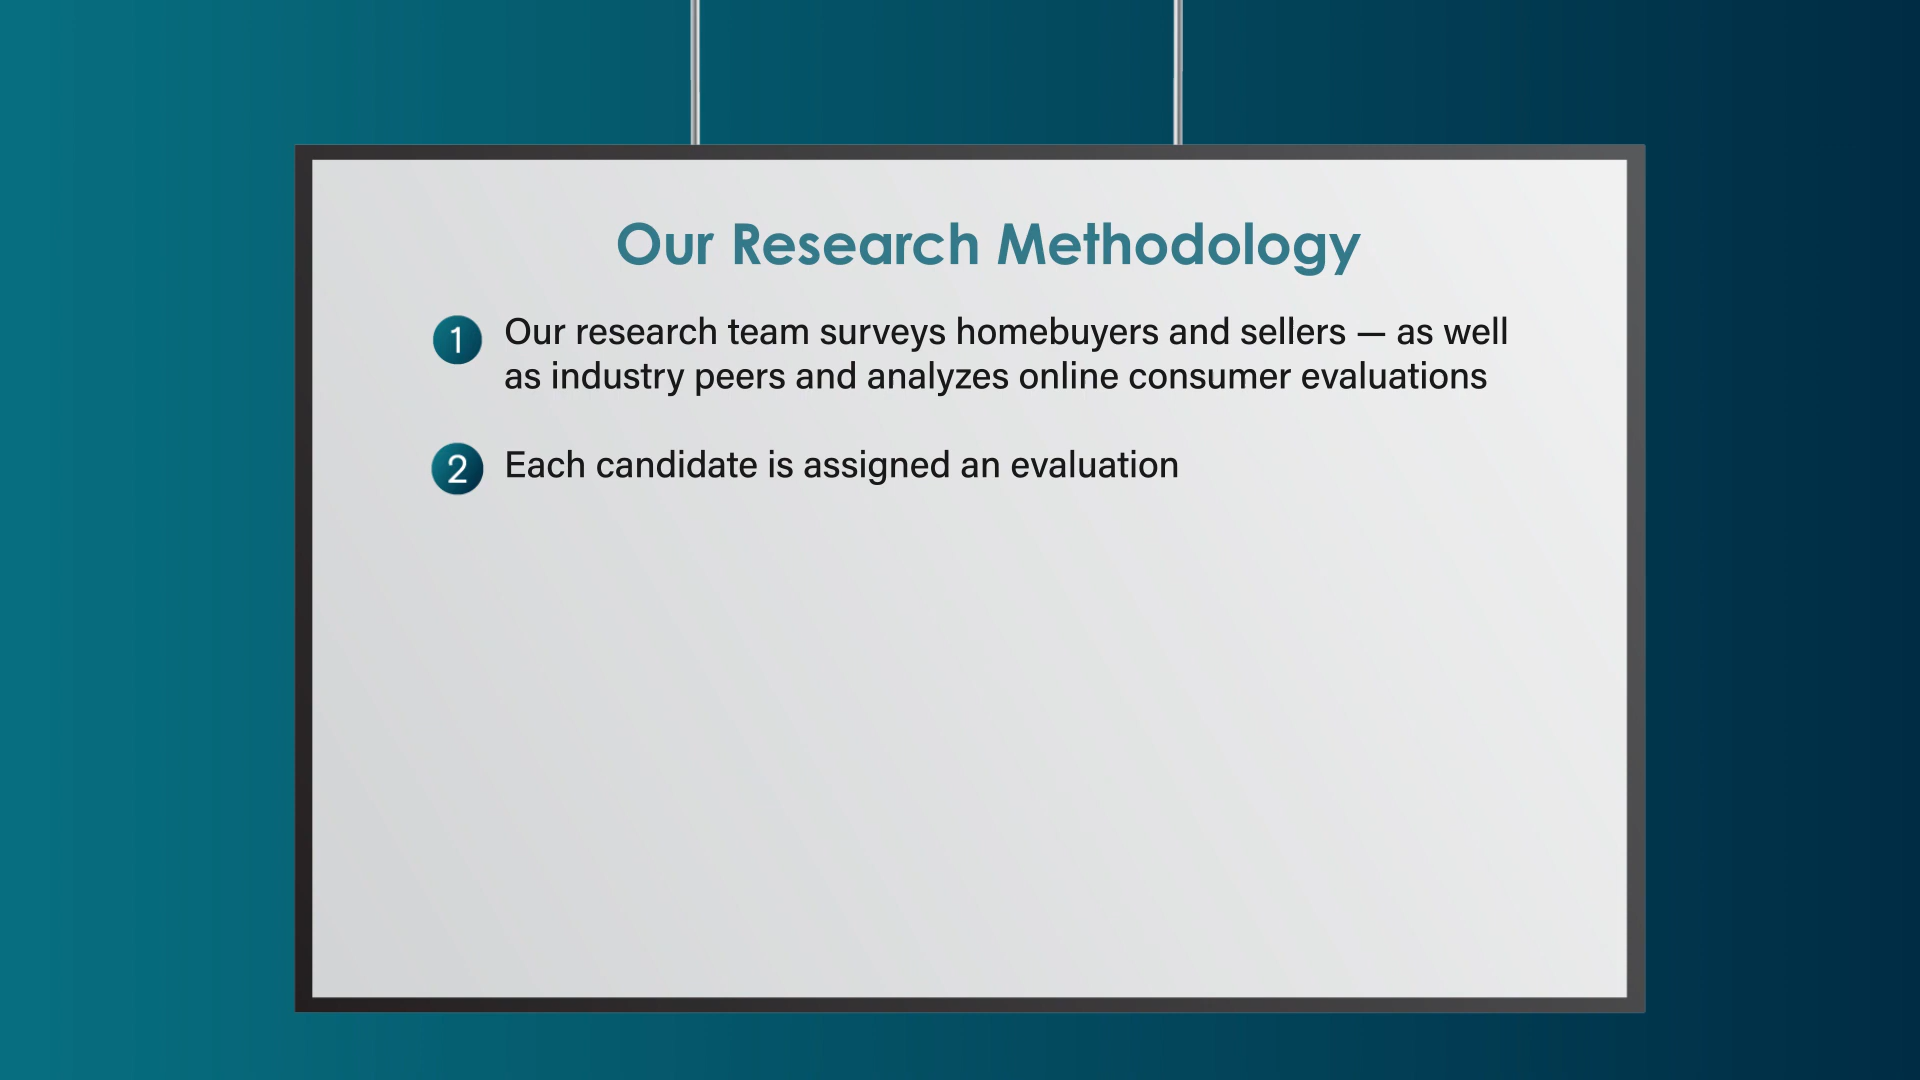 Our Research Methodology
1 Our research team surveys homebuyers and sellers — as well
as industry peers and analyzes online consumer evaluations
2 Each candidate is assigned an evaluation